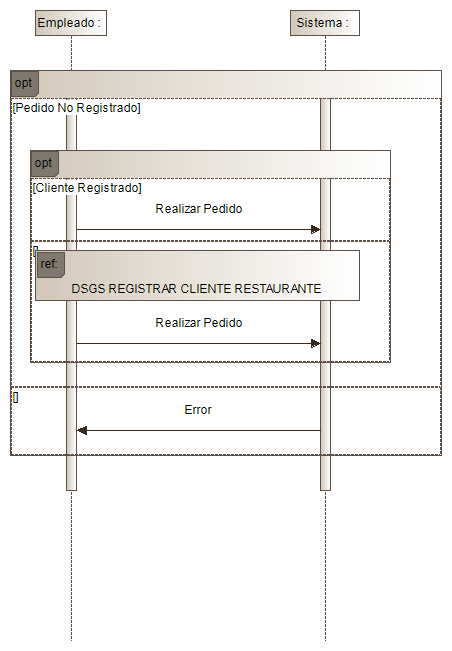 Empleado :
Sistema :
opt
[Pedido No Registrado]
opt
[Cliente Registrado]
Realizar Pedido
[]
ref:
DSGS REGISTRAR CLIENTE RESTAURANTE
Realizar Pedido
[]
Error